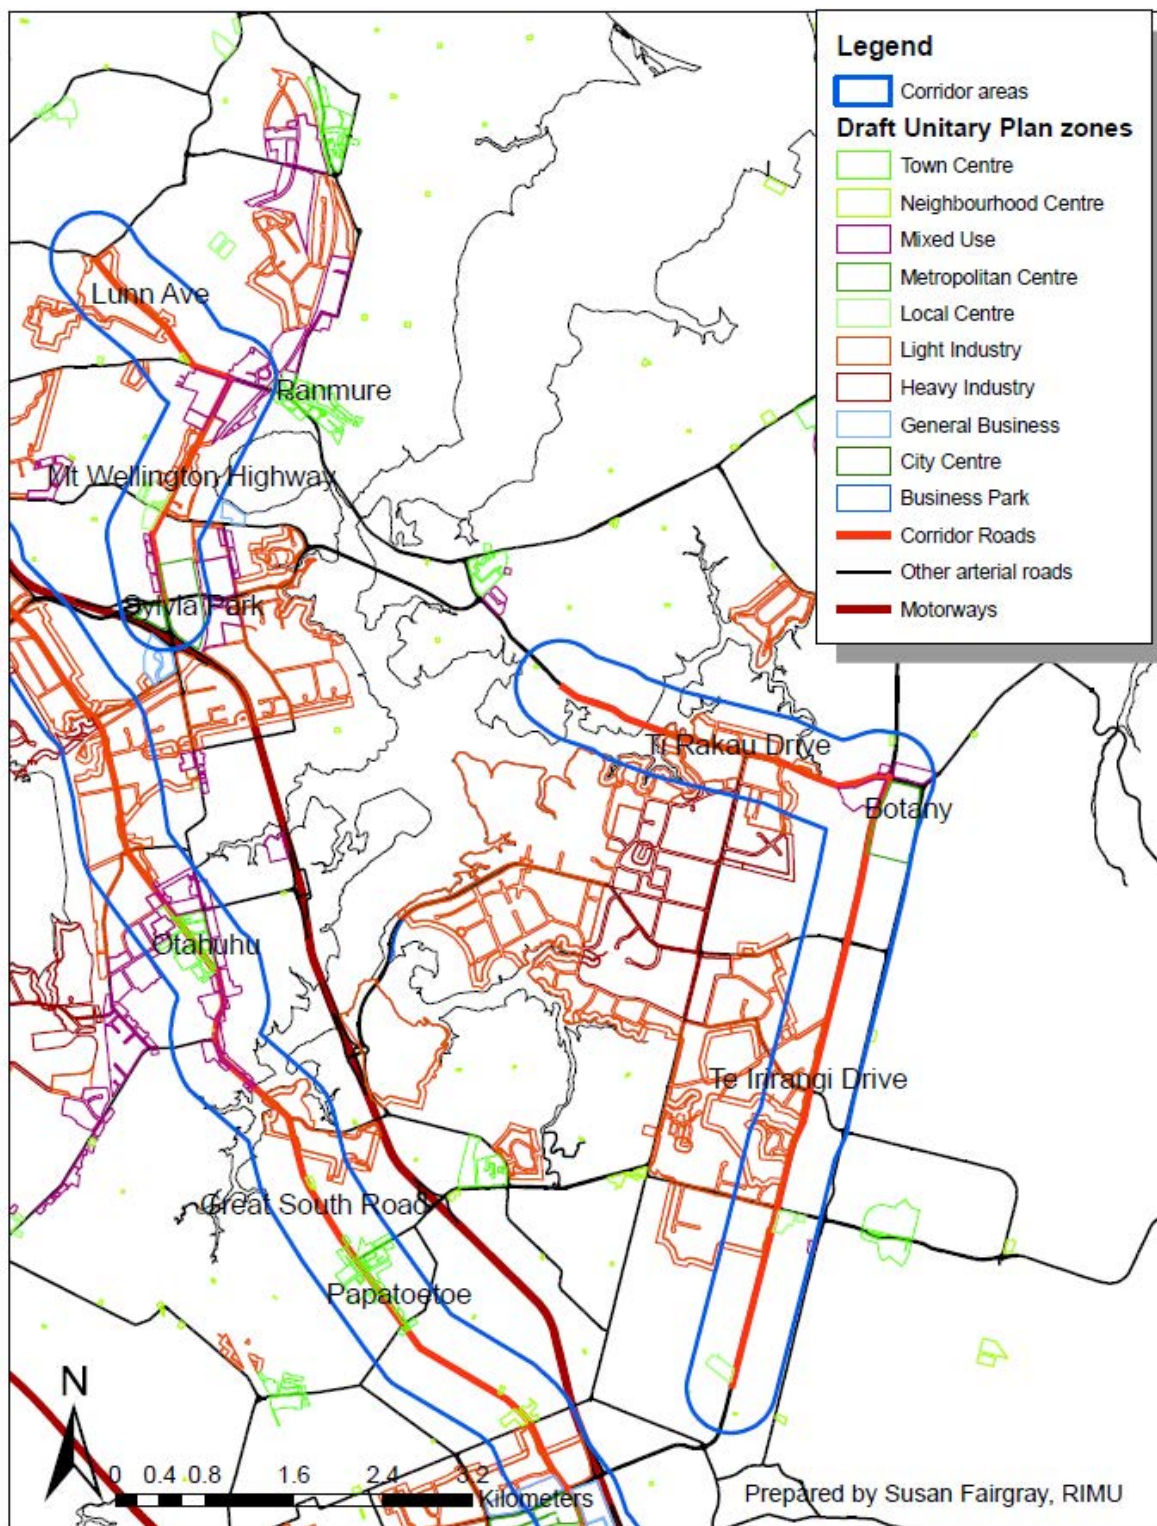 Legend
Corridor areas
Draft Unitary Plan zones
Town Centre
Neighbourhood Centre
Mixed Use
Metropolitan Centre
Local Centre
Light Industry
Heavy Industry
General Business
City Centre
Business Park
Corridor Roads
Other arterial roads
Motorways
Lunn Ave
Panmure
Mt Wellington Highway
Sylvia Park
Ti Rakau Drive
Botany
Otahuhu
Te Irirangi Drive
Great South Road
Papatoetoe
N
0 0.4 0.8 1.6 2.4 3.2
Kilometers
Prepared by Susan Fairgray, RIMU